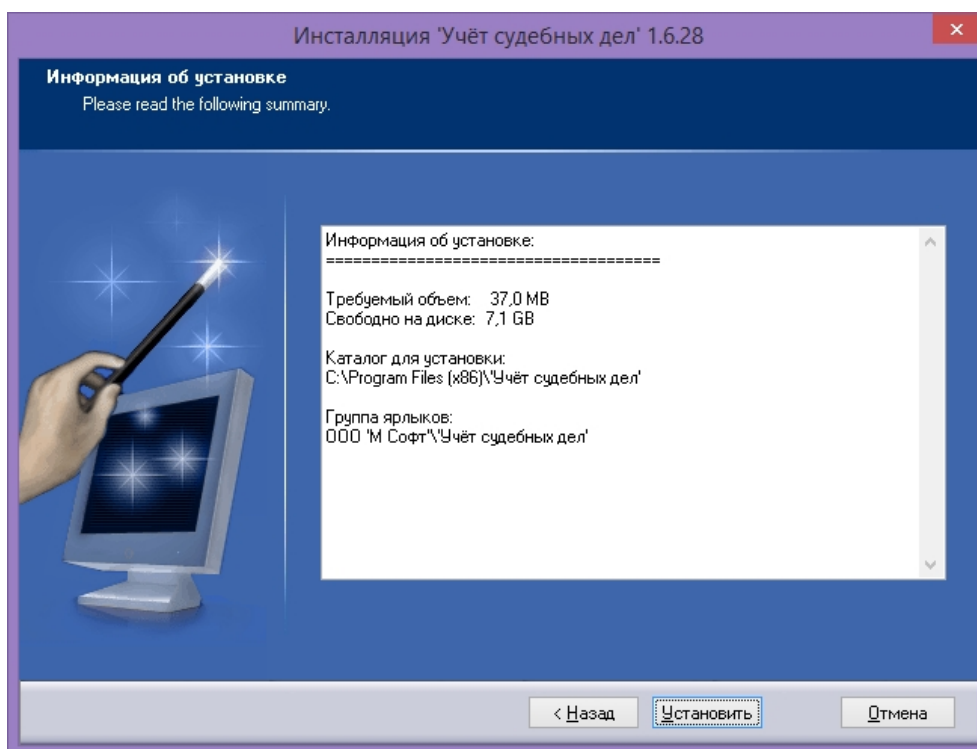 Инсталляция 'Учёт судебных дел' 1.6.28
Информация об установке
Please read the following summary.
Информация об установке:
=====================================
Требуемый объем: 37,0 MB
Свободно на диске: 7,1 GB
Каталог для установки:
C:\Program Files (x86)\'Учёт судебных дел'
Группа ярлыков:
ООО 'М Софт'\'Учёт судебных дел'
< Назад
Установить
Отмена